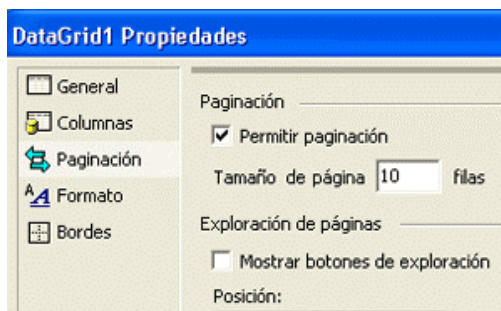 DataGrid1 Propiedades
General
Columnas
Paginación
Formato
Bordes
Paginación
Permitir paginación
Tamaño de página 10 filas
Exploración de páginas
Mostrar botones de exploración
Posición: